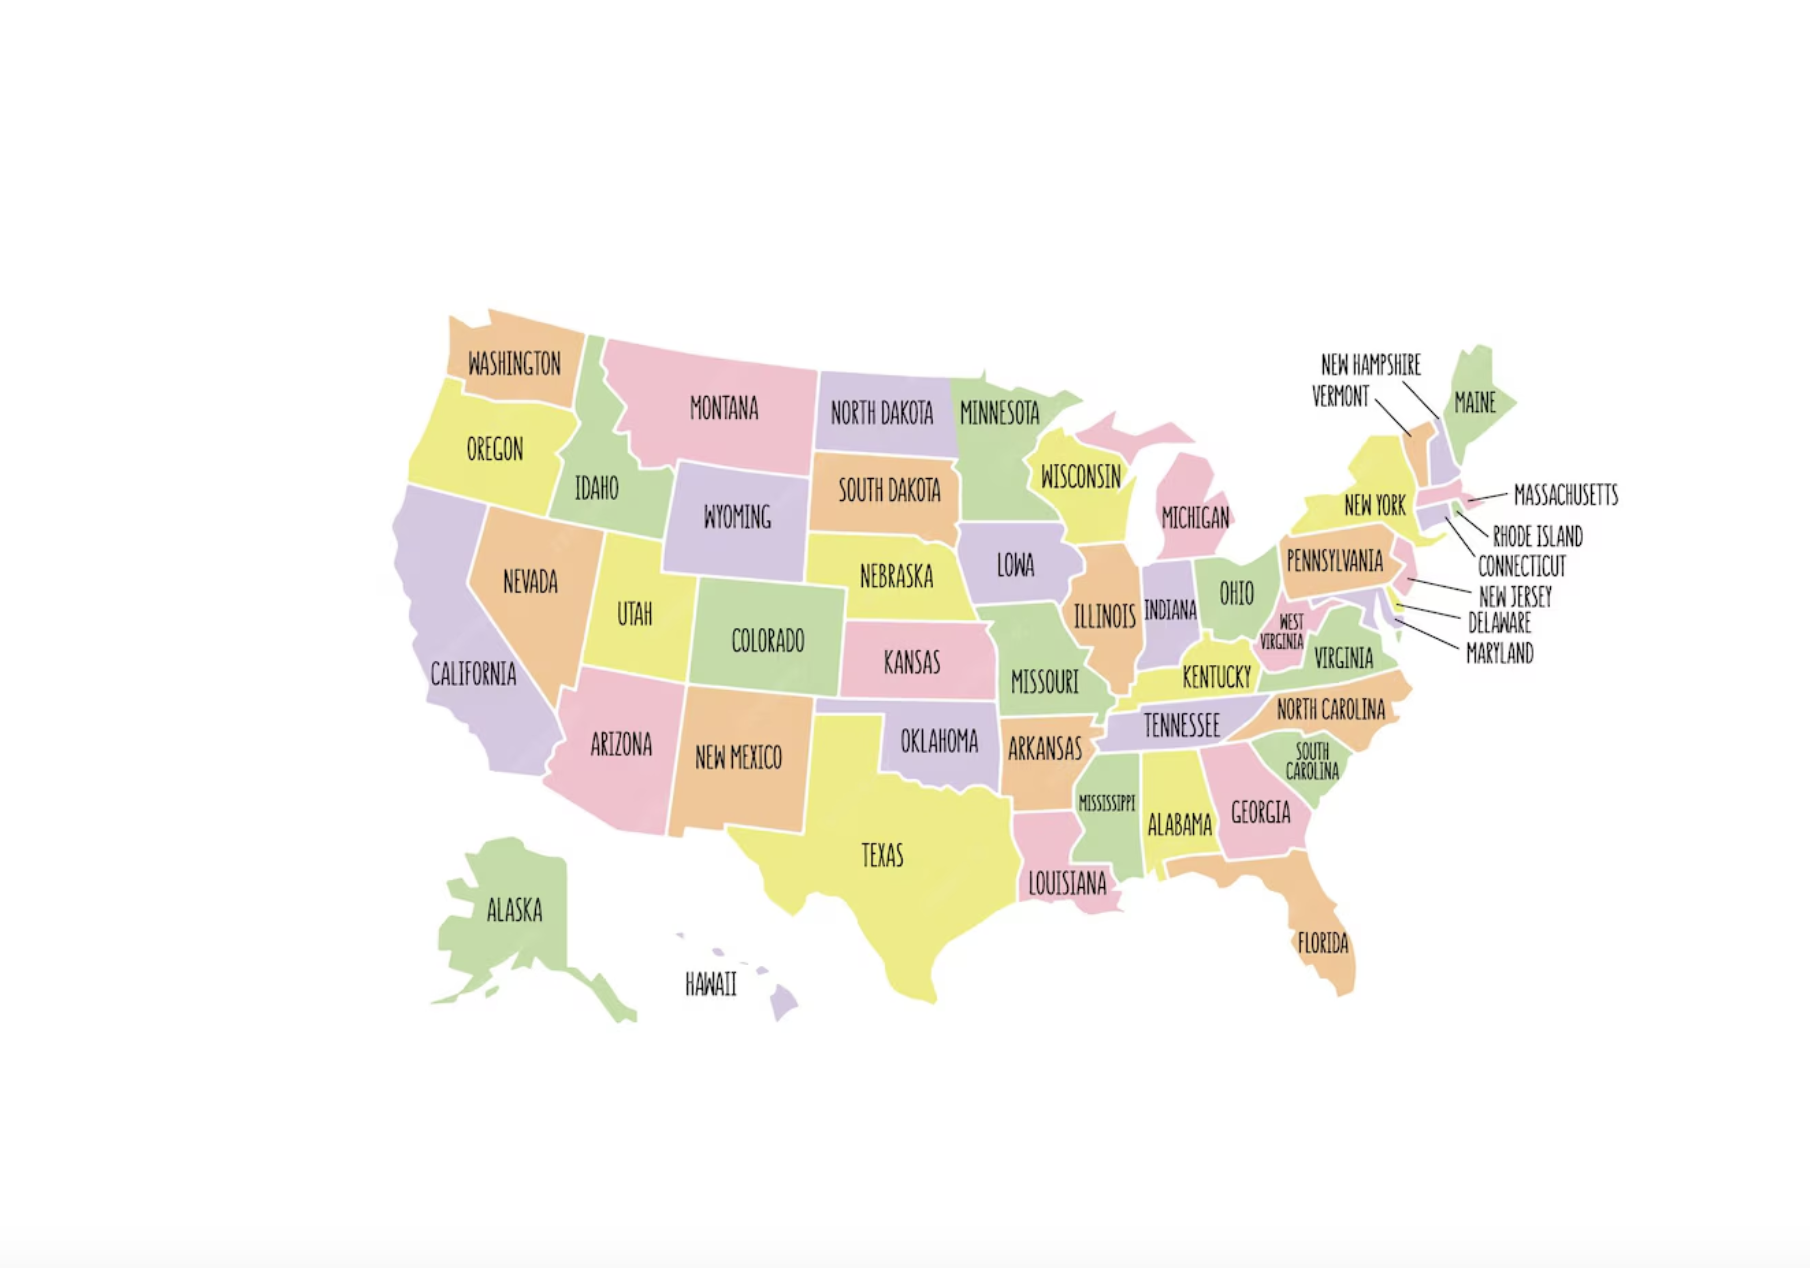 WASHINGTON
MONTANA
NORTH DAKOTA
MINNESOTA
NEW HAMPSHIRE
VERMONT
MAINE
OREGON
IDAHO
WYOMING
SOUTH DAKOTA
WISCONSIN
MICHIGAN
NEW YORK
MASSACHUSETTS
RHODE ISLAND
CONNECTICUT
NEW JERSEY
DELAWARE
MARYLAND
NEVADA
UTAH
COLORADO
NEBRASKA
LOWA
ILLINOIS
INDIANA
OHIO
PENNSYLVANIA
WEST
VIRGINIA
VIRGINIA
CALIFORNIA
KANSAS
MISSOURI
KENTUCKY
ARIZONA
NEW MEXICO
OKLAHOMA
ARKANSAS
TENNESSEE
NORTH CAROLINA
SOUTH
CAROLINA
TEXAS
LOUISIANA
MISSISSIPPI
ALABAMA
GEORGIA
FLORIDA
ALASKA
HAWAII